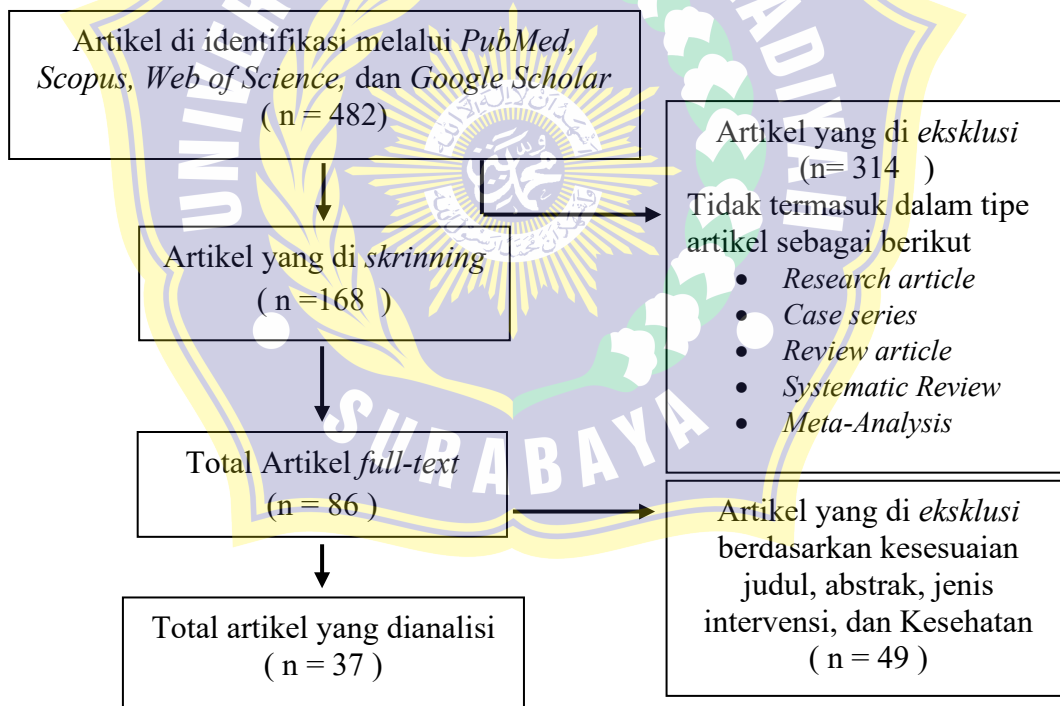 Artikel di identifikasi melalui PubMed,
Scopus, Web of Science, dan Google Scholar
( n = 482)
Artikel yang di eksklusi
(n= 314 )
Tidak termasuk dalam tipe
artikel sebagai berikut
• Research article
• Case series
• Review article
• Systematic Review
• Meta-Analysis
Artikel yang di skrinning
( n =168 )
Total Artikel full-text
(n = 86 )
Artikel yang di eksklusi
berdasarkan kesesuaian
judul, abstrak, jenis
intervensi, dan Kesehatan
( n = 49 )
Total artikel yang dianalisi
( n = 37 )
SURABAYA